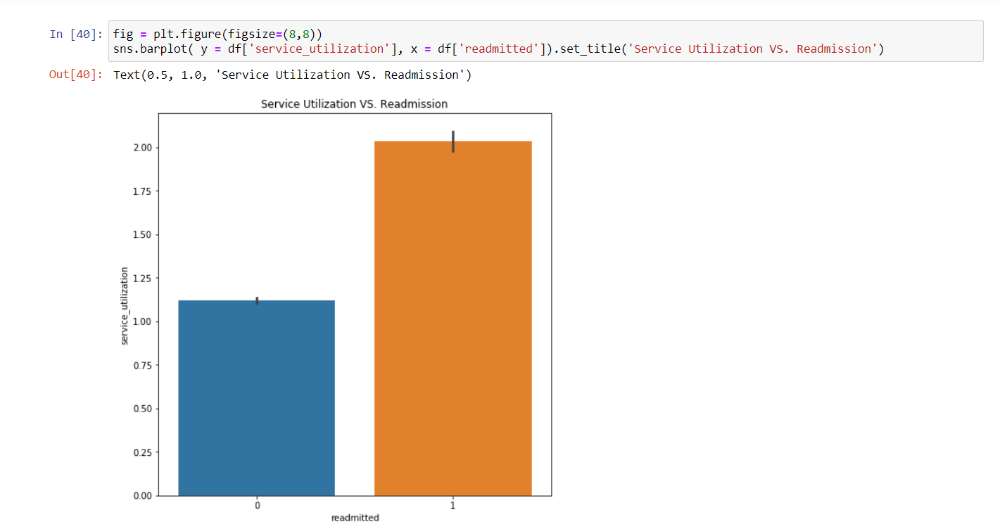 In [40]: fig = plt.figure(figsize=(8,8))
sns.barplot( y = df['service_utilization'], x = df['readmitted']).set_title('Service Utilization VS. Readmission')
Out[40]: Text(0.5, 1.0, 'Service Utilization VS. Readmission')
Service Utilization VS. Readmission
2.00
1.75
1.50
1.25
1.00
0.75
0.50
0.25
0.00
service_utilization
0 1
readmitted